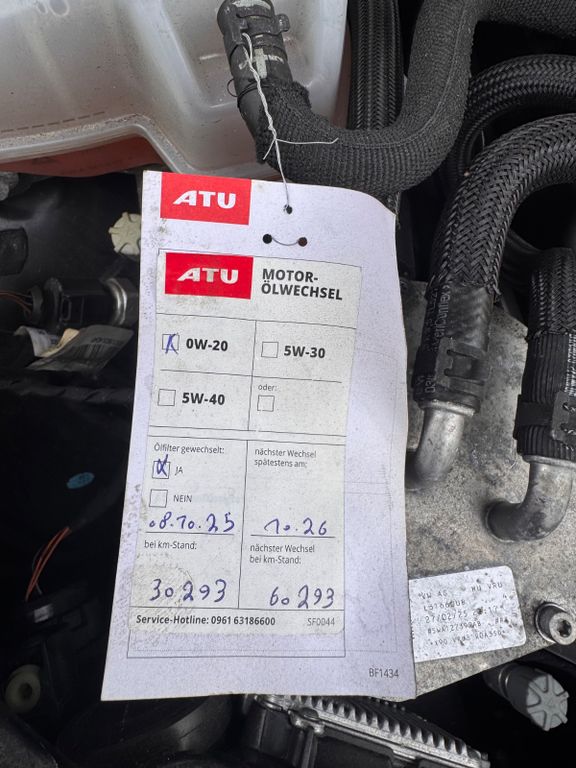 ATU
ATU MOTOR-
ÖLWECHSEL
0W-20 5W-30
5W-40 oder:
Ölfilter gewechselt: nächster Wechsel
spätestens am:
JA
NEIN
08.10.25 10.26
bei km-Stand: nächster Wechsel
bei km-Stand:
30293 60293
Service-Hotline: 0961 63186600 SF0044
BF1434
VW AG